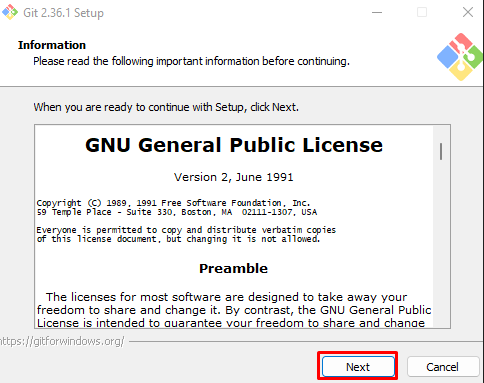 Git 2.36.1 Setup
Information
Please read the following important information before continuing.
When you are ready to continue with Setup, click Next.
GNU General Public License
Version 2, June 1991
Copyright (C) 1989, 1991 Free Software Foundation, Inc.
59 Temple Place - Suite 330, Boston, MA  02111-1307, USA
Everyone is permitted to copy and distribute verbatim copies
of this license document, but changing it is not allowed.
Preamble
The licenses for most software are designed to take away your
freedom to share and change it. By contrast, the GNU General Public
License is intended to guarantee your freedom to share and change
https://gitforwindows.org/
Next
Cancel